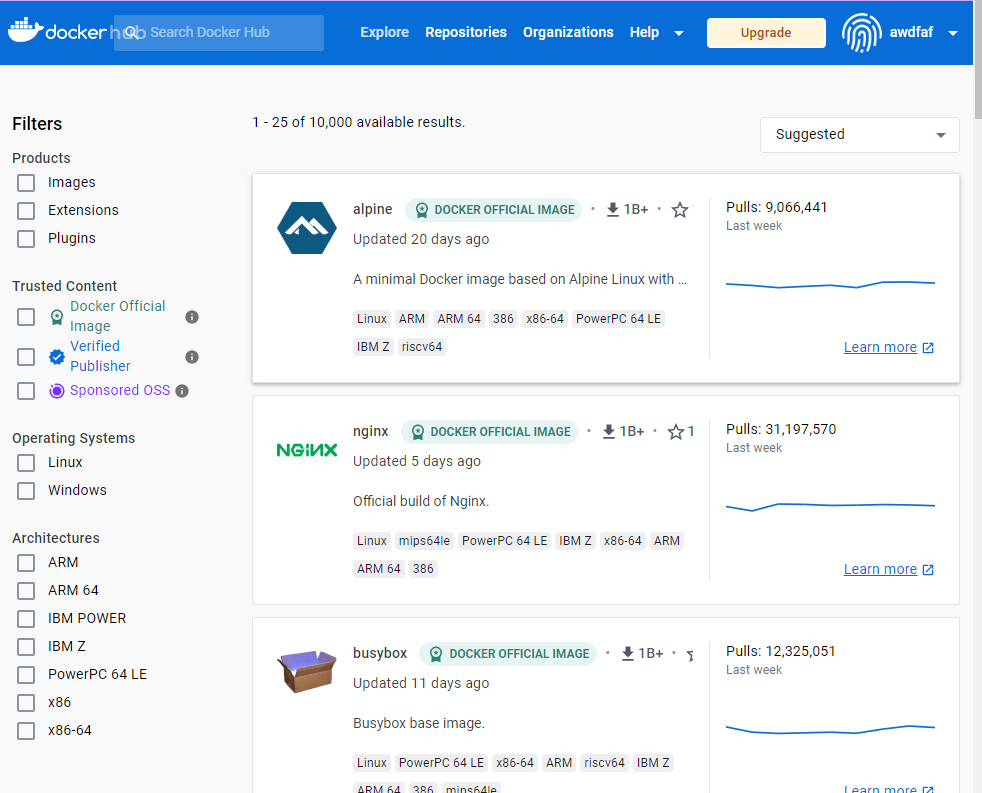 docker hub
Search Docker Hub
Explore
Repositories
Organizations
Help
Upgrade
awdfaf
Filters
Products
Images
Extensions
Plugins
Trusted Content
Docker Official
Image
Verified
Publisher
Sponsored OSS
Operating Systems
Linux
Windows
Architectures
ARM
ARM 64
IBM POWER
IBM Z
PowerPC 64 LE
x86
x86-64
1 - 25 of 10,000 available results.
Suggested
alpine DOCKER OFFICIAL IMAGE • 1B+ •
Updated 20 days ago
A minimal Docker image based on Alpine Linux with ...
Linux ARM ARM 64 386 x86-64 PowerPC 64 LE
IBM Z riscv64
Pulls: 9,066,441
Last week
Learn more
NGINX
nginx DOCKER OFFICIAL IMAGE • 1B+ • 1
Updated 5 days ago
Official build of Nginx.
Linux mips64le PowerPC 64 LE IBM Z x86-64 ARM
ARM 64 386
Pulls: 31,197,570
Last week
Learn more
busybox DOCKER OFFICIAL IMAGE • 1B+ •
Updated 11 days ago
Busybox base image.
Linux PowerPC 64 LE x86-64 ARM riscv64 IBM Z
ARM 64 386 mips64le
Pulls: 12,325,051
Last week
Learn more